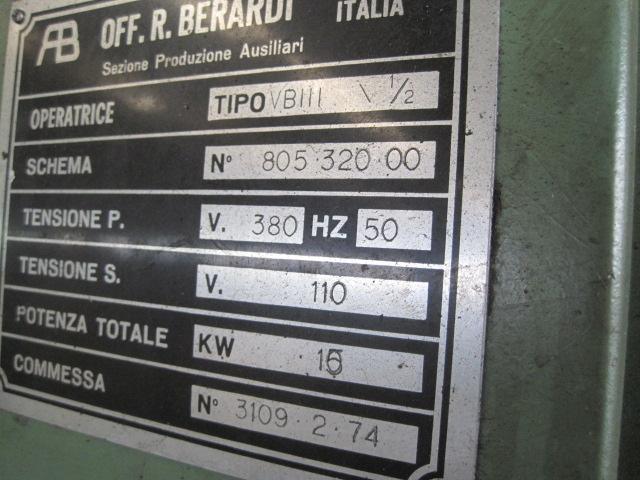 AB OFF. R. BERARDI ITALIA
Sezione Produzione Ausiliari
OPERATRICE TIPO VBIII \ 1/2
SCHEMA N° 805 320 00
TENSIONE P. V. 380 HZ 50
TENSIONE S. V. 110
POTENZA TOTALE KW
COMMESSA N° 3109·2·74